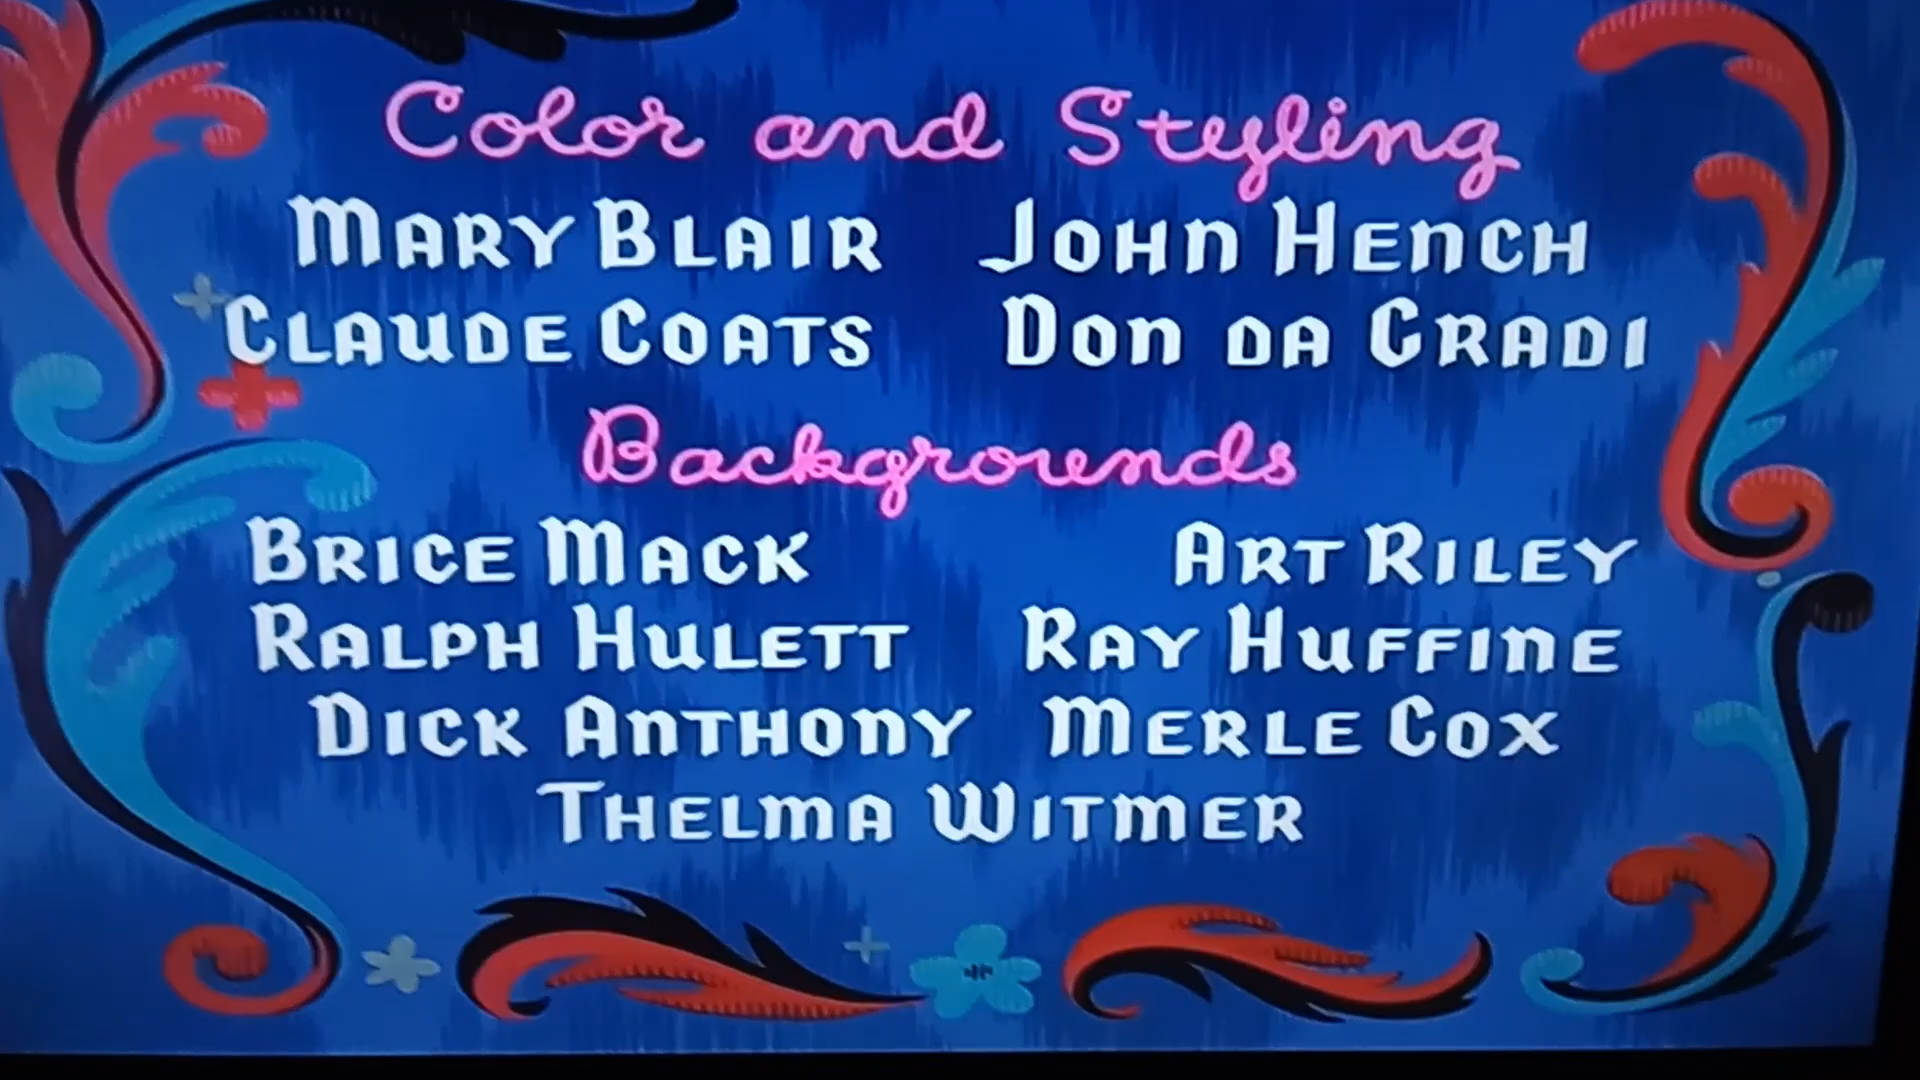 Color and Styling
Mary Blair John Hench
Claude Coats Don da Gradi
Backgrounds
Brice Mack Art Riley
Ralph Hulett Ray Huffine
Dick Anthony Merle Cox
Thelma Witmer